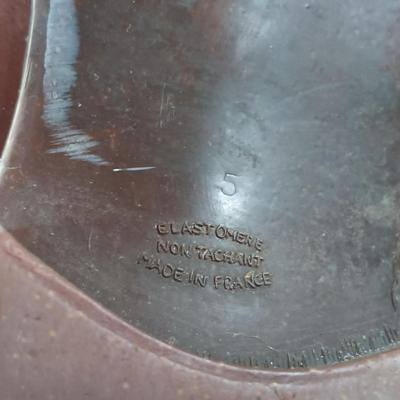 5
ELASTOMERE
NON TACHANT
MADE IN FRANCE